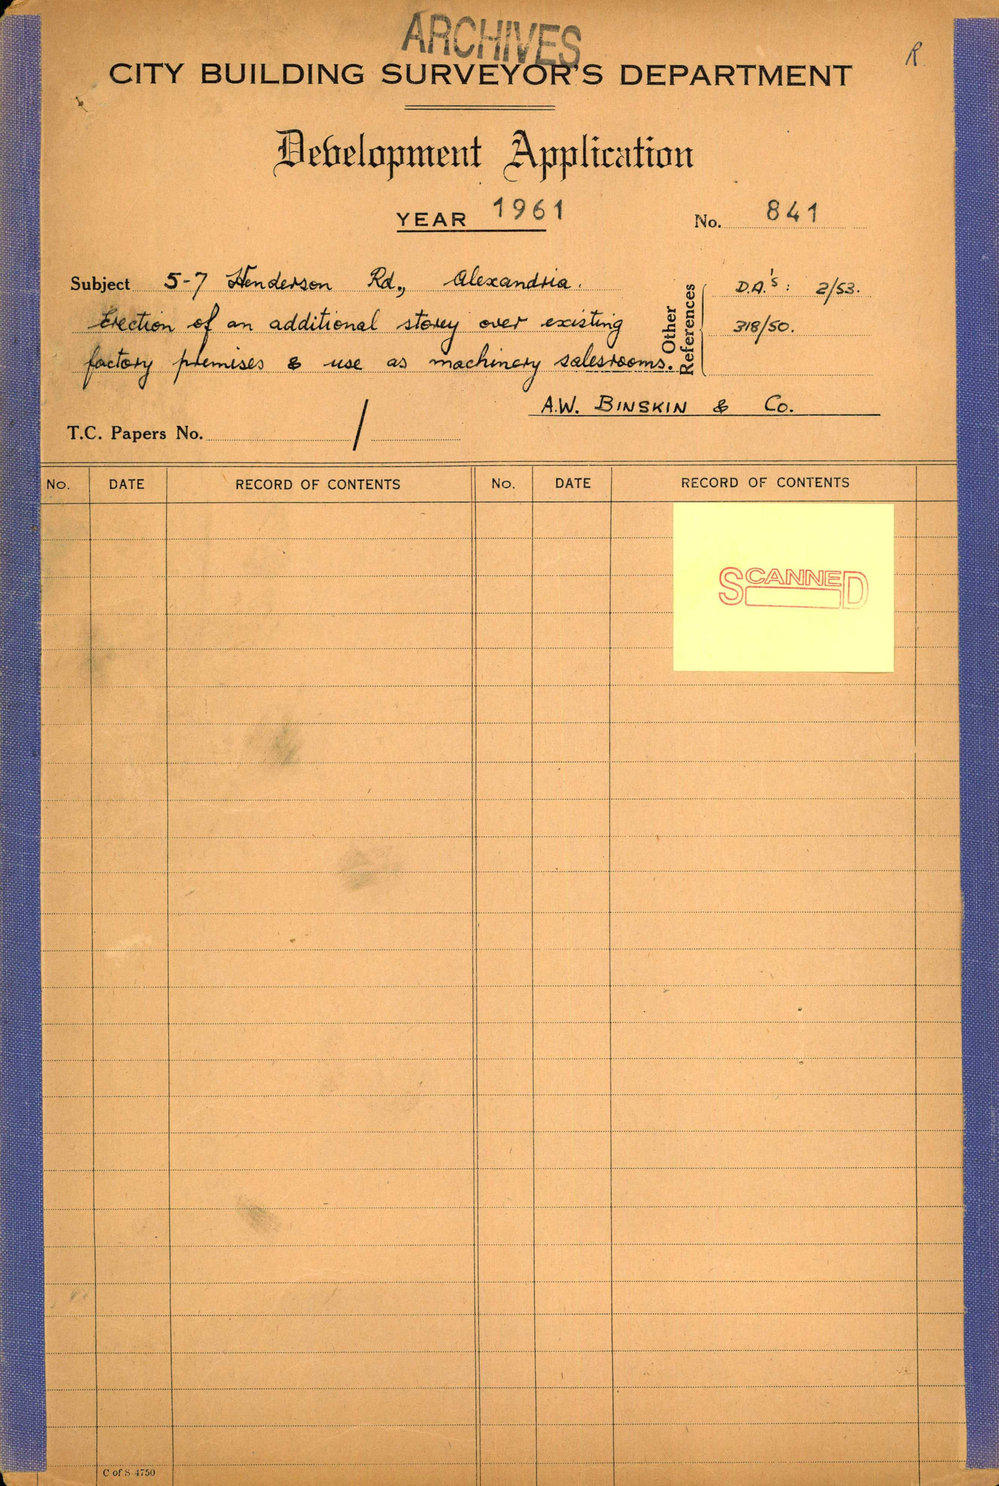 ARCHIVES
R
CITY BUILDING SURVEYOR'S DEPARTMENT
Development Application
YEAR 1961 No. 841
Subject 5-7 Henderson Rd., Alexandria.
Erection of an additional storey over existing
factory premises & use as machinery salesrooms.
Other References
D.A.'s: 2/53.
318/50.
A.W. BINSKIN & Co.
T.C. Papers No. /
No. DATE RECORD OF CONTENTS No. DATE RECORD OF CONTENTS
SCANNED
C of S 4750